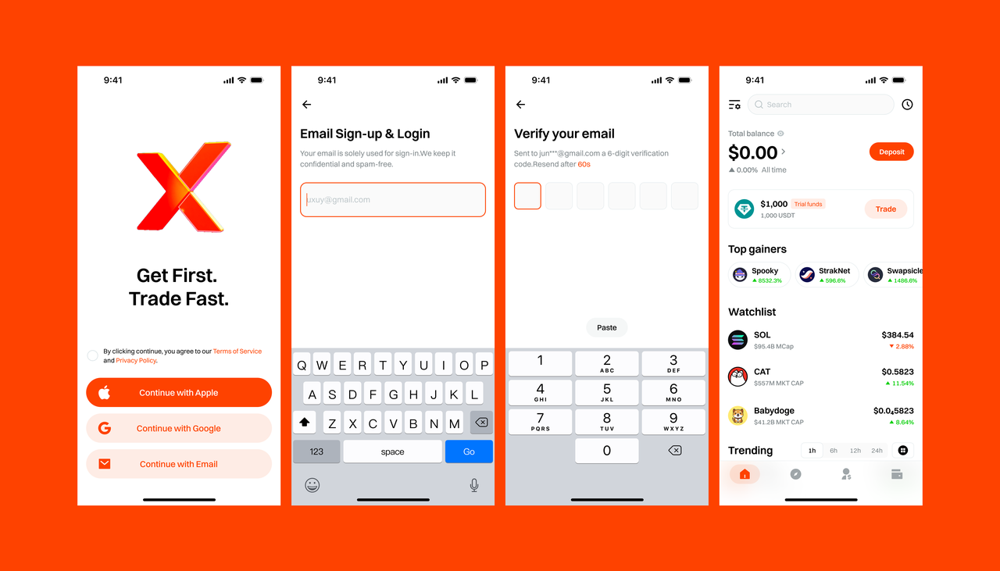 9:41
Get First.
Trade Fast.
By clicking continue, you agree to our Terms of Service
and Privacy Policy.
Continue with Apple
Continue with Google
Continue with Email
9:41
Email Sign-up & Login
Your email is solely used for sign-in.We keep it
confidential and spam-free.
uxuy@gmail.com
Q W E R T Y U I O P
A S D F G H J K L
Z X C V B N M
123 space Go
9:41
Verify your email
Sent to jun***@gmail.com a 6-digit verification
code.Resend after 60s
Paste
1 2 3
ABC DEF
4 5 6
GHI JKL MNO
7 8 9
PQRS TUV WXYZ
0
9:41
Search
Total balance
$0.00
Deposit
0.00% All time
$1,000 Trial funds
1,000 USDT
Trade
Top gainers
Spooky StrakNet Swapsicle
8532.3% 596.6% 1486.6%
Watchlist
SOL $384.54
$95.4B MCap 2.88%
CAT $0.5823
$557M MKT CAP 11.54%
Babydoge $0.0₄5823
$41.2B MKT CAP 8.64%
Trending 1h 6h 12h 24h